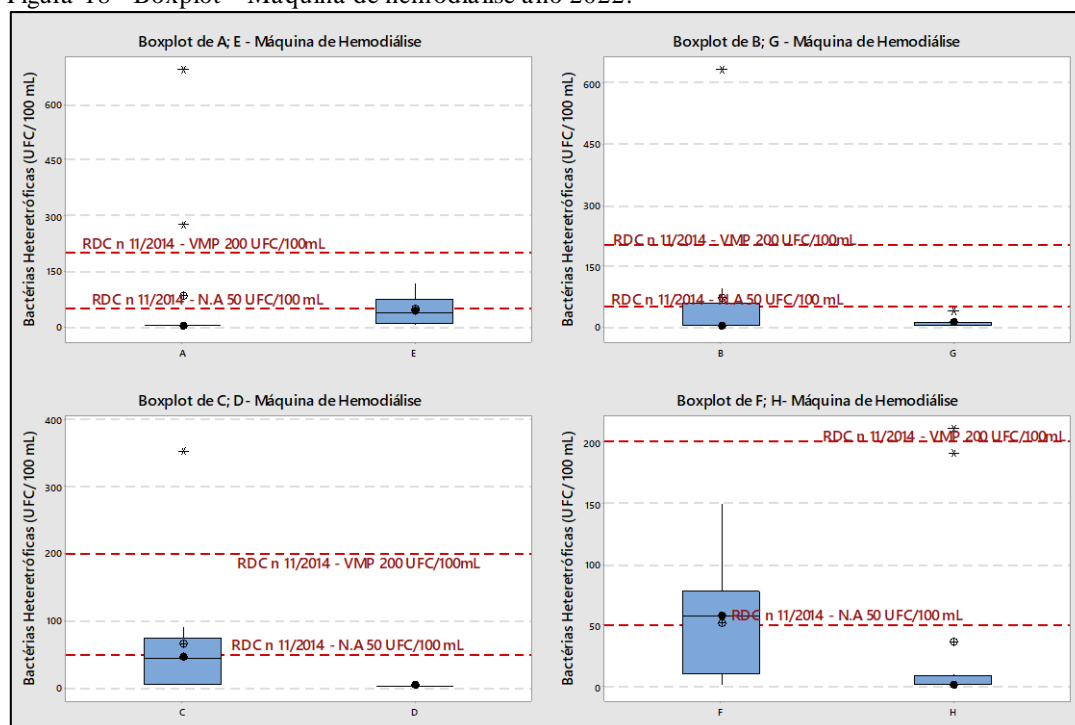 Figura 18 - Boxplot – Máquina de hemodiálise ano 2022.
Boxplot de A; E - Máquina de Hemodiálise
Bactérias Heteretróficas (UFC/ 100 mL)
600
450
300
150
0
RDC n 11/2014 - VMP 200 UFC/100mL
RDC n 11/2014 - N.A 50 UFC/100 mL
A
E
Boxplot de B; G - Máquina de Hemodiálise
Bactérias Heteretróficas (UFC/ 100 mL)
600
450
300
150
0
RDC n 11/2014 - VMP 200 UFC/100mL
RDC n 11/2014 - N.A 50 UFC/100 mL
B
G
Boxplot de C; D- Máquina de Hemodiálise
Bactérias Heteretróficas (UFC/ 100 mL)
400
300
200
100
0
RDC n 11/2014 - VMP 200 UFC/100mL
RDC n 11/2014 - N.A 50 UFC/100 mL
C
D
Boxplot de F; H- Máquina de Hemodiálise
Bactérias Heteretróficas (UFC/ 100 mL)
200
150
100
50
0
RDC n 11/2014 - VMP 200 UFC/100mL
RDC n 11/2014 - N.A 50 UFC/100 mL
F
H